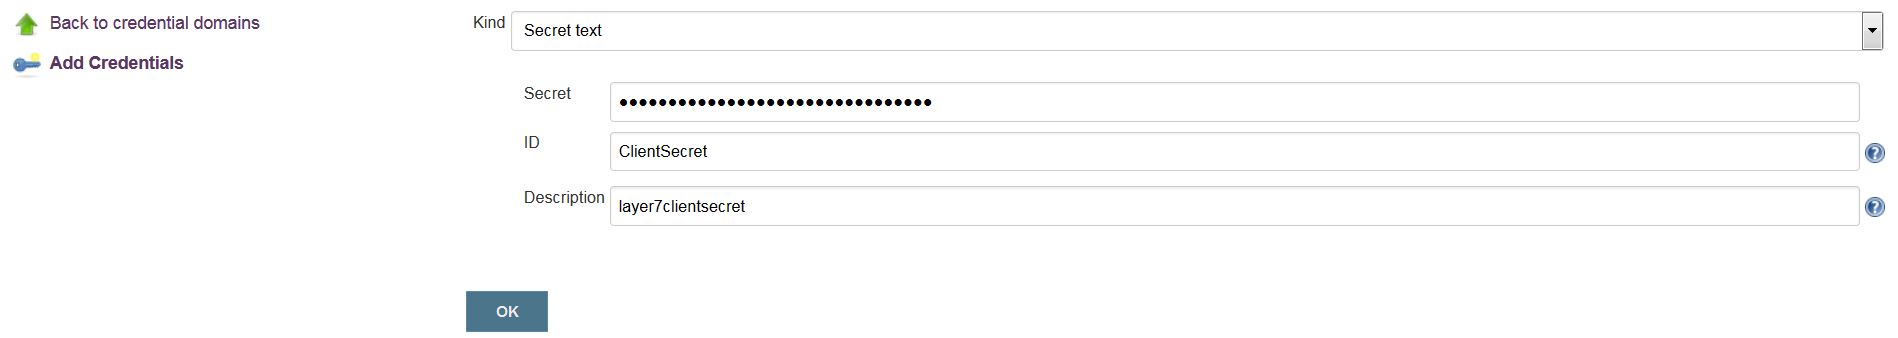 Back to credential domains
Add Credentials
Kind Secret text
Secret ••••••••••••••••••••••••••••••••
ID ClientSecret
Description layer7clientsecret
OK